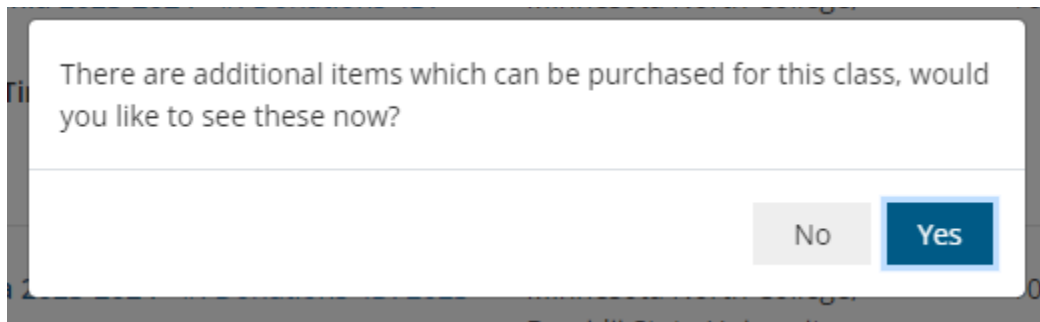 There are additional items which can be purchased for this class, would
you like to see these now?
No
Yes